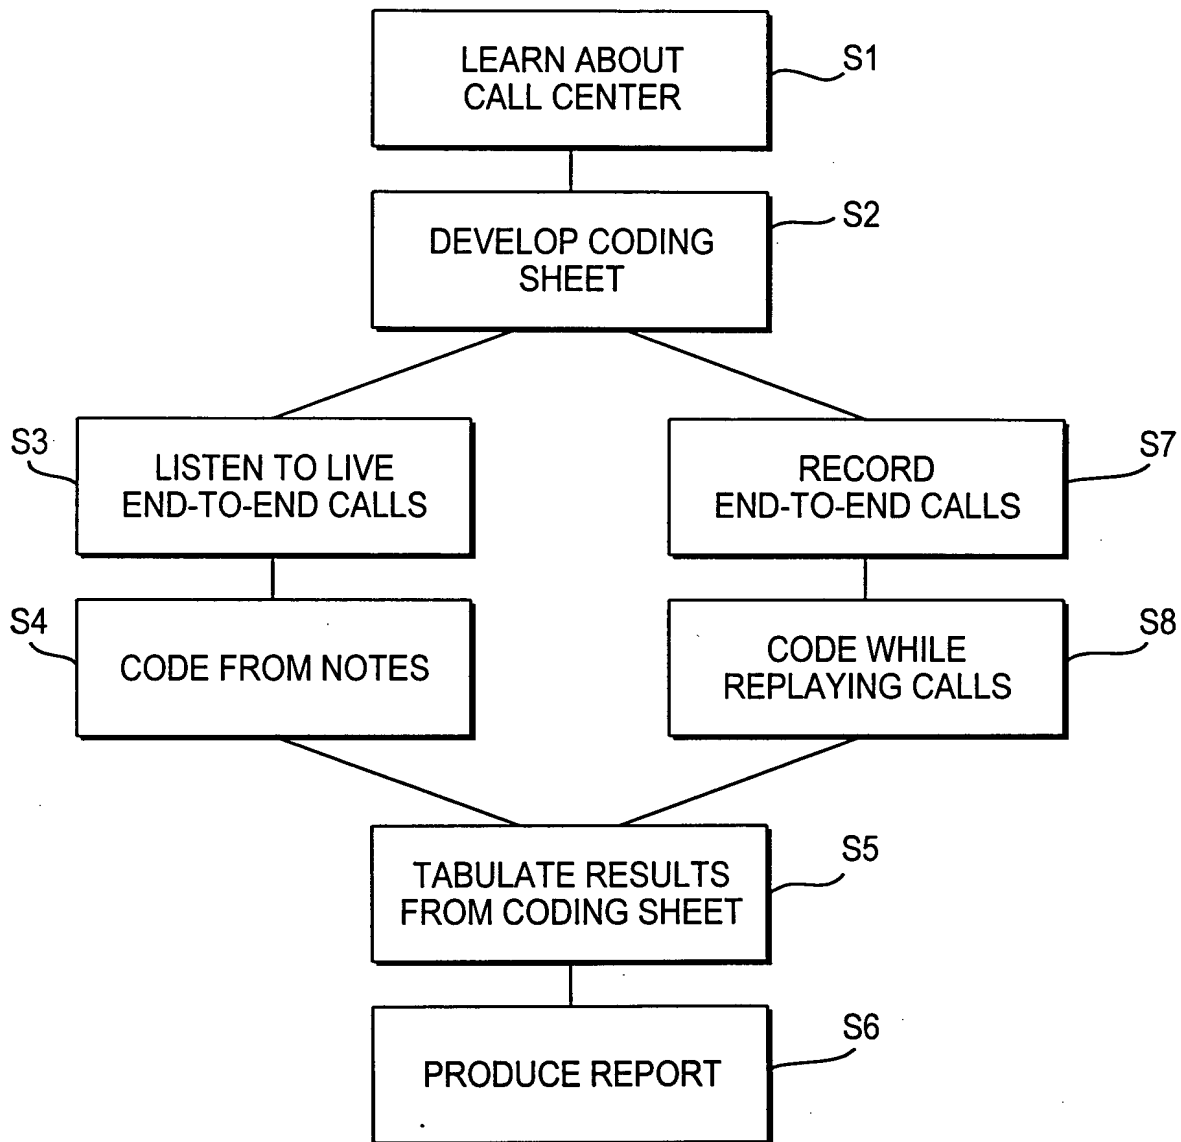 LEARN ABOUT
CALL CENTER
S1
DEVELOP CODING
SHEET
S2
S3
LISTEN TO LIVE
END-TO-END CALLS
RECORD
END-TO-END CALLS
S7
S4
CODE FROM NOTES
CODE WHILE
REPLAYING CALLS
S8
TABULATE RESULTS
FROM CODING SHEET
S5
PRODUCE REPORT
S6